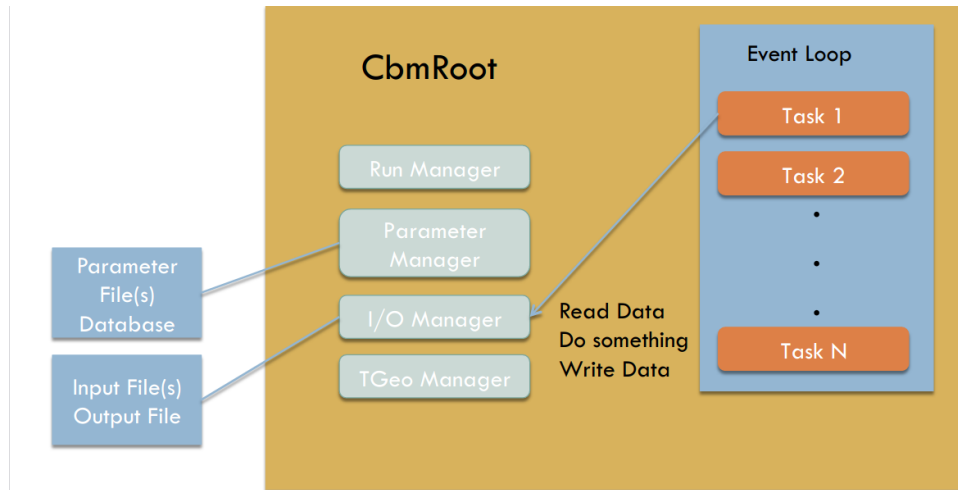 CbmRoot
Run Manager
Parameter
Manager
I/O Manager
TGeo Manager
Parameter
File(s)
Database
Input File(s)
Output File
Read Data
Do something
Write Data
Event Loop
Task 1
Task 2
Task N